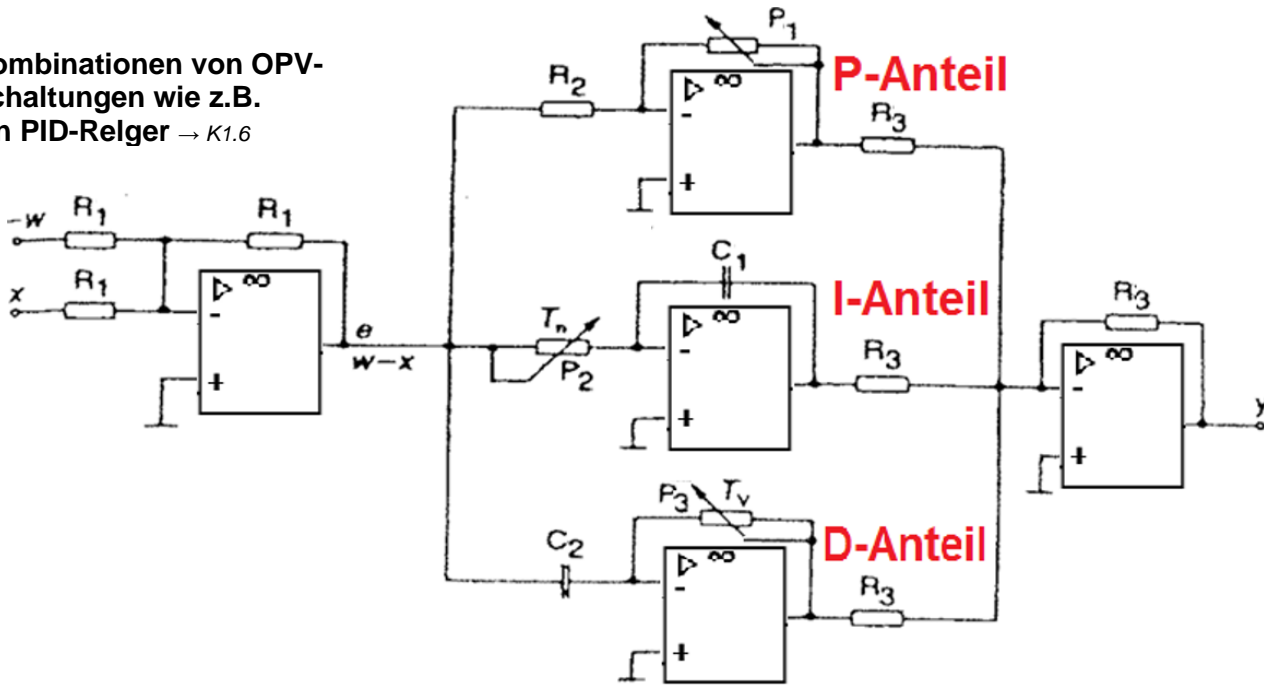 ombinationen von OPV-
chaltungen wie z.B.
n PID-Relger → K1.6
P1
P-Anteil
R2
▷ ∞
-
+
R3
-w
R1
R1
x
R1
▷ ∞
-
+
e
w-x
C1
I-Anteil
Tn
P2
▷ ∞
-
+
R3
R3
▷ ∞
-
+
y
P3
Tv
D-Anteil
C2
▷ ∞
-
+
R3